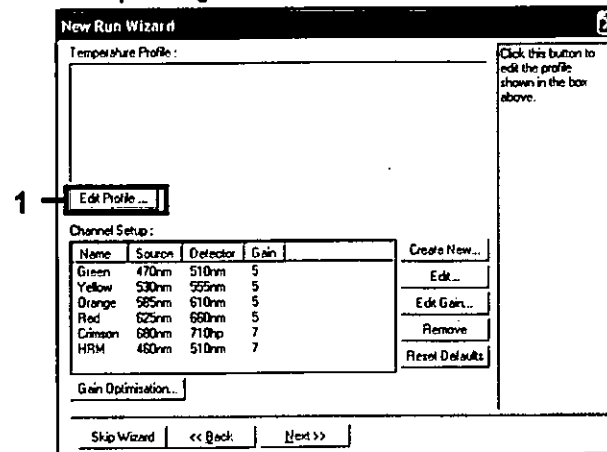 New Run Wizard
Temperature Profile :
Click this button to
edit the profile
shown in the box
above.
1
Edit Profile ...
Channel Setup :
Name Source Detector Gain
Green 470nm 510nm 5
Yellow 530nm 555nm 5
Orange 585nm 610nm 5
Red 625nm 660nm 5
Crimson 680nm 710hp 7
HRM 460nm 510nm 7
Create New...
Edit...
Edit Gain...
Remove
Reset Defaults
Gain Optimisation...
Skip Wizard << Back Next >>